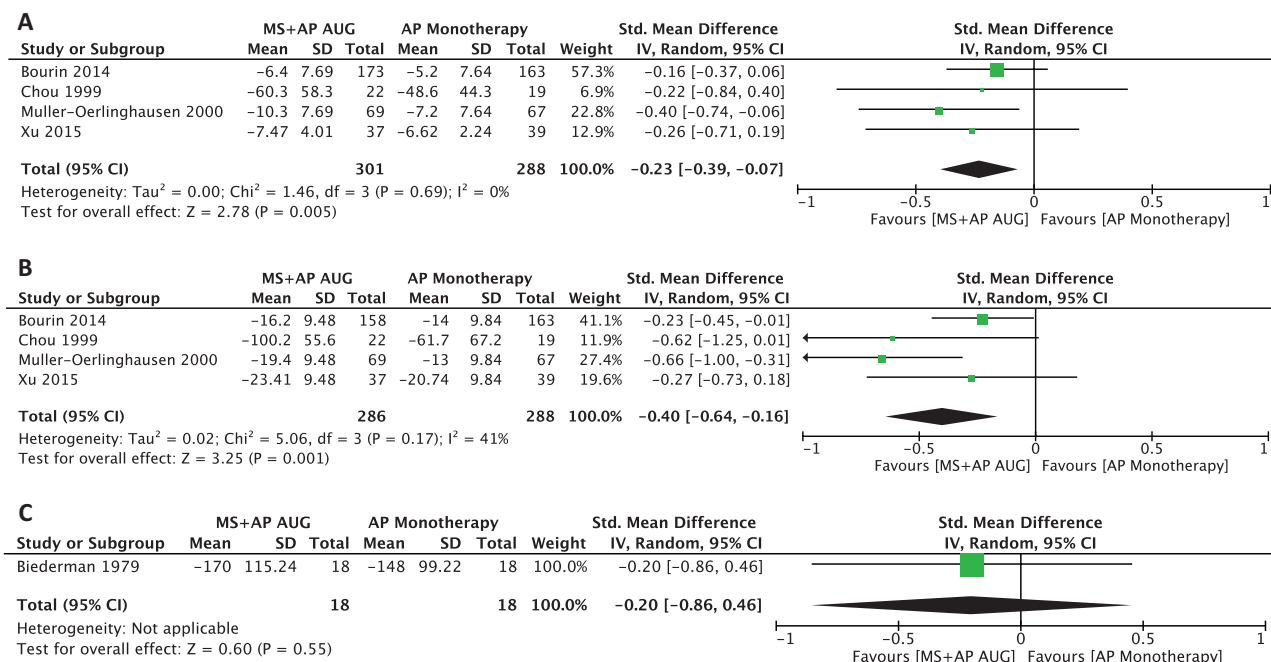 A
MS+AP AUG AP Monotherapy Std. Mean Difference Std. Mean Difference
Study or Subgroup Mean SD Total Mean SD Total Weight IV, Random, 95% CI IV, Random, 95% CI
Bourin 2014 −6.4 7.69 173 −5.2 7.64 163 57.3% −0.16 [−0.37, 0.06]
Chou 1999 −60.3 58.3 22 −48.6 44.3 19 6.9% −0.22 [−0.84, 0.40]
Muller–Oerlinghausen 2000 −10.3 7.69 69 −7.2 7.64 67 22.8% −0.40 [−0.74, −0.06]
Xu 2015 −7.47 4.01 37 −6.62 2.24 39 12.9% −0.26 [−0.71, 0.19]
Total (95% CI) 301 288 100.0% −0.23 [−0.39, −0.07]
Heterogeneity: Tau² = 0.00; Chi² = 1.46, df = 3 (P = 0.69); I² = 0%
Test for overall effect: Z = 2.78 (P = 0.005)
−1 −0.5 0 0.5 1
Favours [MS+AP AUG] Favours [AP Monotherapy]
B
MS+AP AUG AP Monotherapy Std. Mean Difference Std. Mean Difference
Study or Subgroup Mean SD Total Mean SD Total Weight IV, Random, 95% CI IV, Random, 95% CI
Bourin 2014 −16.2 9.48 158 −14 9.84 163 41.1% −0.23 [−0.45, −0.01]
Chou 1999 −100.2 55.6 22 −61.7 67.2 19 11.9% −0.62 [−1.25, 0.01]
Muller–Oerlinghausen 2000 −19.4 9.48 69 −13 9.84 67 27.4% −0.66 [−1.00, −0.31]
Xu 2015 −23.41 9.48 37 −20.74 9.84 39 19.6% −0.27 [−0.73, 0.18]
Total (95% CI) 286 288 100.0% −0.40 [−0.64, −0.16]
Heterogeneity: Tau² = 0.02; Chi² = 5.06, df = 3 (P = 0.17); I² = 41%
Test for overall effect: Z = 3.25 (P = 0.001)
−1 −0.5 0 0.5 1
Favours [MS+AP AUG] Favours [AP Monotherapy]
C
MS+AP AUG AP Monotherapy Std. Mean Difference Std. Mean Difference
Study or Subgroup Mean SD Total Mean SD Total Weight IV, Random, 95% CI IV, Random, 95% CI
Biederman 1979 −170 115.24 18 −148 99.22 18 100.0% −0.20 [−0.86, 0.46]
Total (95% CI) 18 18 100.0% −0.20 [−0.86, 0.46]
Heterogeneity: Not applicable
Test for overall effect: Z = 0.60 (P = 0.55)
−1 −0.5 0 0.5 1
Favours [MS+AP AUG] Favours [AP Monotherapy]